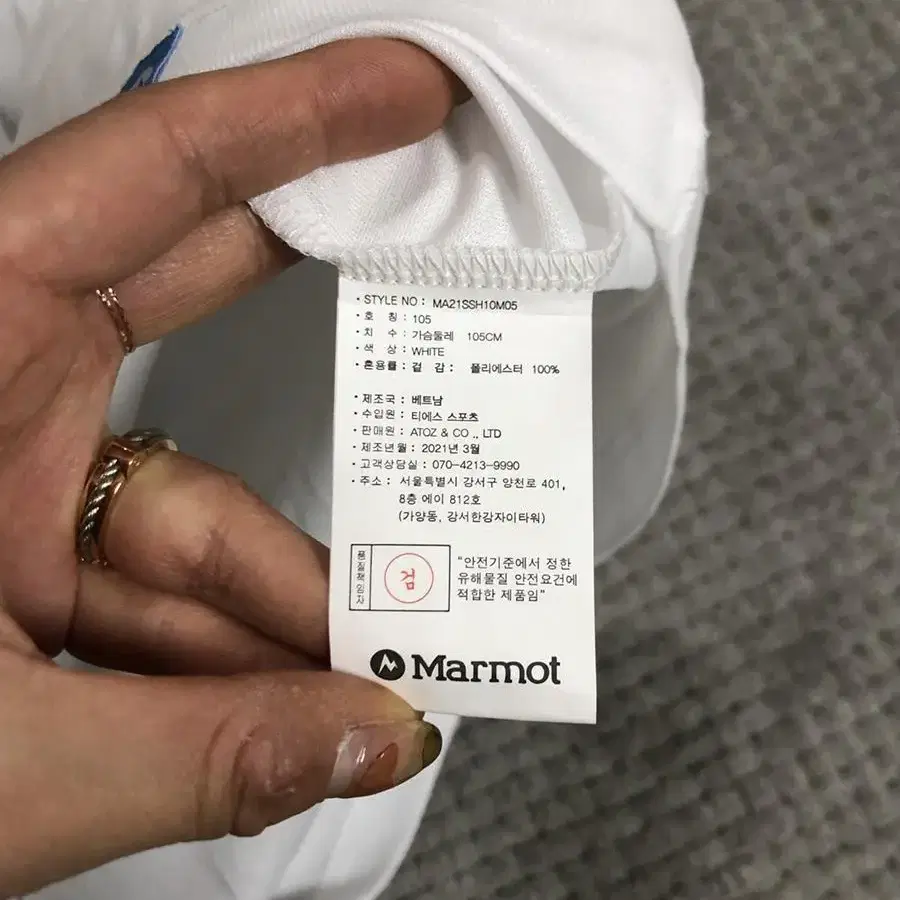 · STYLE NO : MA21SSH10M05
· 호 칭 : 105
· 치 수 : 가슴둘레 105CM
· 색 상 : WHITE
· 혼용률 : 겉 감 : 폴리에스터 100%
· 제조국 : 베트남
· 수입원 : 티에스 스포츠
· 판매원 : ATOZ & CO ., LTD
· 제조년월 : 2021년 3월
· 고객상담실 : 070-4213-9990
· 주소 : 서울특별시 강서구 양천로 401,
8층 에이 812호
(가양동, 강서한강자이타워)
품질책임자
검
"안전기준에서 정한
유해물질 안전요건에
적합한 제품임"
Marmot